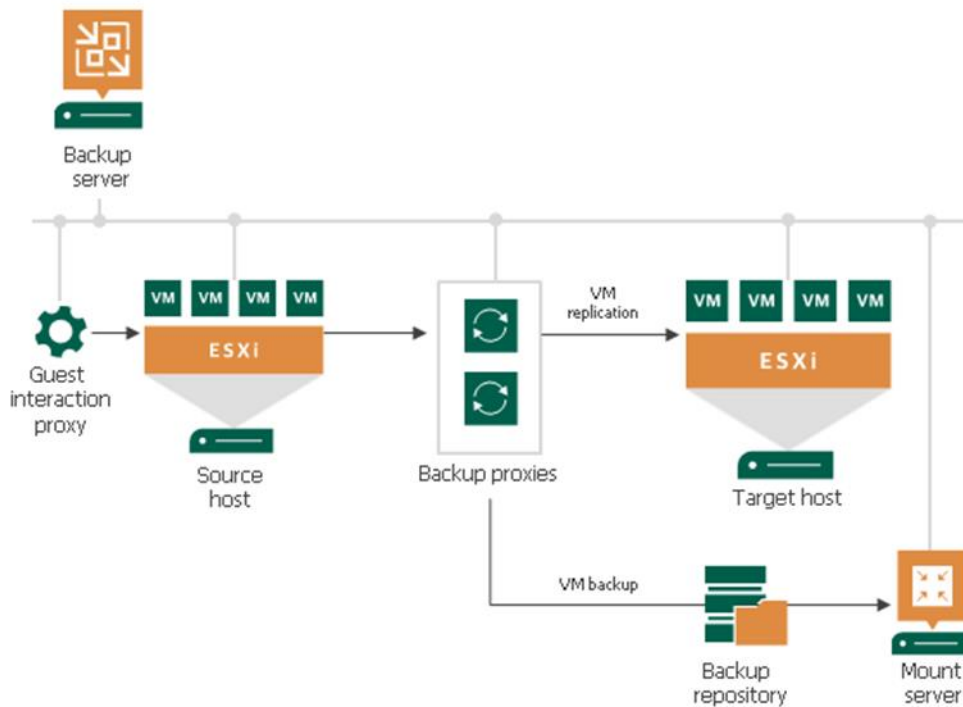 Backup
server
VM VM VM VM
ESXi
Guest
interaction
proxy
Source
host
Backup proxies
VM
replication
VM VM VM VM
ESXi
Target host
VM backup
Backup
repository
Mount
server